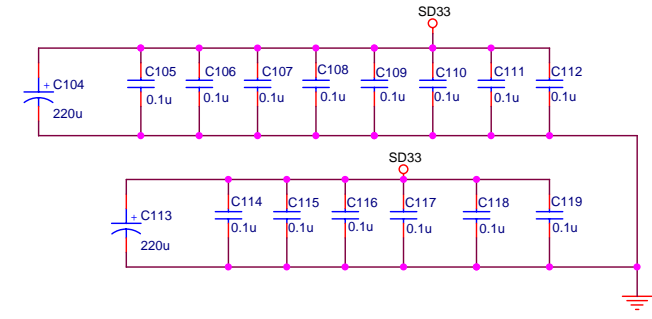 SD33
+ C104
220u
C105
0.1u
C106
0.1u
C107
0.1u
C108
0.1u
C109
0.1u
C110
0.1u
C111
0.1u
C112
0.1u
SD33
+ C113
220u
C114
0.1u
C115
0.1u
C116
0.1u
C117
0.1u
C118
0.1u
C119
0.1u